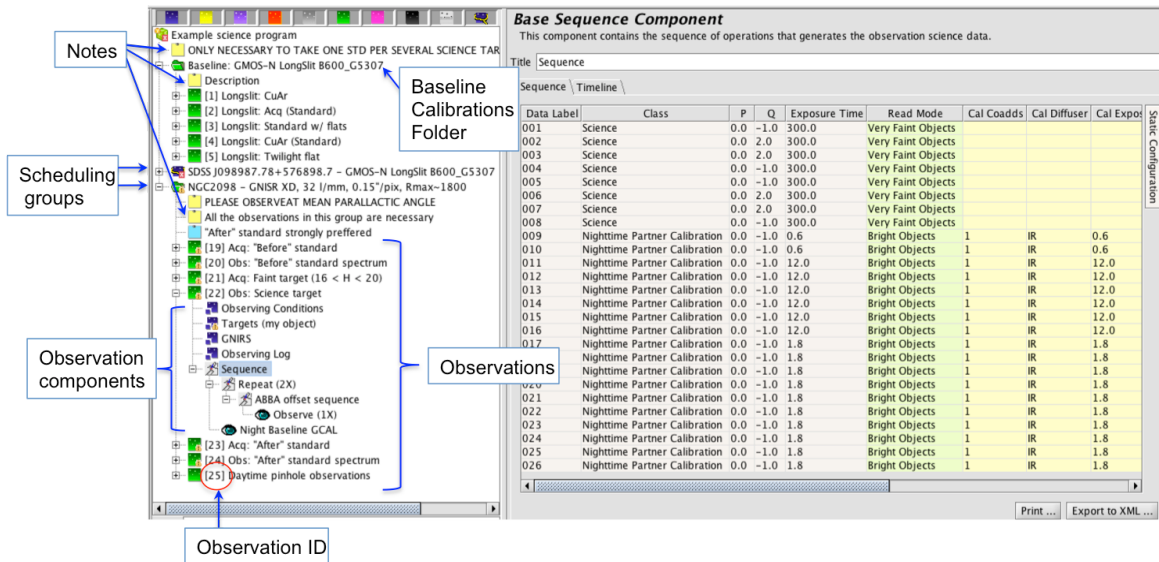 Notes
Scheduling
groups
Observation
components
Observation ID
Baseline
Calibrations
Folder
Observations
Example science program
ONLY NECESSARY TO TAKE ONE STD PER SEVERAL SCIENCE TAR
Baseline: GMOS-N LongSlit B600_G5307
Description
[1] Longslit: CuAr
[2] Longslit: Acq (Standard)
[3] Longslit: Standard w/ flats
[4] Longslit: CuAr (Standard)
[5] Longslit: Twilight flat
SDSS J098987.78+576898.7 - GMOS-N LongSlit B600_G5307
NGC2098 - GNISR XD, 32 l/mm, 0.15"/pix, Rmax~1800
PLEASE OBSERVEAT MEAN PARALLACTIC ANGLE
All the observations in this group are necessary
"After" standard strongly preffered
[19] Acq: "Before" standard
[20] Obs: "Before" standard spectrum
[21] Acq: Faint target (16 < H < 20)
[22] Obs: Science target
Observing Conditions
Targets (my object)
GNIRS
Observing Log
Sequence
Repeat (2X)
ABBA offset sequence
Observe (1X)
Night Baseline GCAL
[23] Acq: "After" standard
[24] Obs: "After" standard spectrum
[25] Daytime pinhole observations
Base Sequence Component
This component contains the sequence of operations that generates the observation science data.
Title Sequence
Sequence Timeline
Data Label Class P Q Exposure Time Read Mode Cal Coadds Cal Diffuser Cal Expos
001 Science 0.0 -1.0 300.0 Very Faint Objects
002 Science 0.0 2.0 300.0 Very Faint Objects
003 Science 0.0 2.0 300.0 Very Faint Objects
004 Science 0.0 -1.0 300.0 Very Faint Objects
005 Science 0.0 -1.0 300.0 Very Faint Objects
006 Science 0.0 2.0 300.0 Very Faint Objects
007 Science 0.0 2.0 300.0 Very Faint Objects
008 Science 0.0 -1.0 300.0 Very Faint Objects
009 Nighttime Partner Calibration 0.0 -1.0 0.6 Bright Objects 1 IR 0.6
010 Nighttime Partner Calibration 0.0 -1.0 0.6 Bright Objects 1 IR 0.6
011 Nighttime Partner Calibration 0.0 -1.0 12.0 Bright Objects 1 IR 12.0
012 Nighttime Partner Calibration 0.0 -1.0 12.0 Bright Objects 1 IR 12.0
013 Nighttime Partner Calibration 0.0 -1.0 12.0 Bright Objects 1 IR 12.0
014 Nighttime Partner Calibration 0.0 -1.0 12.0 Bright Objects 1 IR 12.0
015 Nighttime Partner Calibration 0.0 -1.0 12.0 Bright Objects 1 IR 12.0
016 Nighttime Partner Calibration 0.0 -1.0 12.0 Bright Objects 1 IR 12.0
017 Nighttime Partner Calibration 0.0 -1.0 1.8 Bright Objects 1 IR 1.8
Nighttime Partner Calibration 0.0 -1.0 1.8 Bright Objects 1 IR 1.8
Nighttime Partner Calibration 0.0 -1.0 1.8 Bright Objects 1 IR 1.8
020 Nighttime Partner Calibration 0.0 -1.0 1.8 Bright Objects 1 IR 1.8
021 Nighttime Partner Calibration 0.0 -1.0 1.8 Bright Objects 1 IR 1.8
022 Nighttime Partner Calibration 0.0 -1.0 1.8 Bright Objects 1 IR 1.8
023 Nighttime Partner Calibration 0.0 -1.0 1.8 Bright Objects 1 IR 1.8
024 Nighttime Partner Calibration 0.0 -1.0 1.8 Bright Objects 1 IR 1.8
025 Nighttime Partner Calibration 0.0 -1.0 1.8 Bright Objects 1 IR 1.8
026 Nighttime Partner Calibration 0.0 -1.0 1.8 Bright Objects 1 IR 1.8
Static Configuration
Print ... Export to XML ...